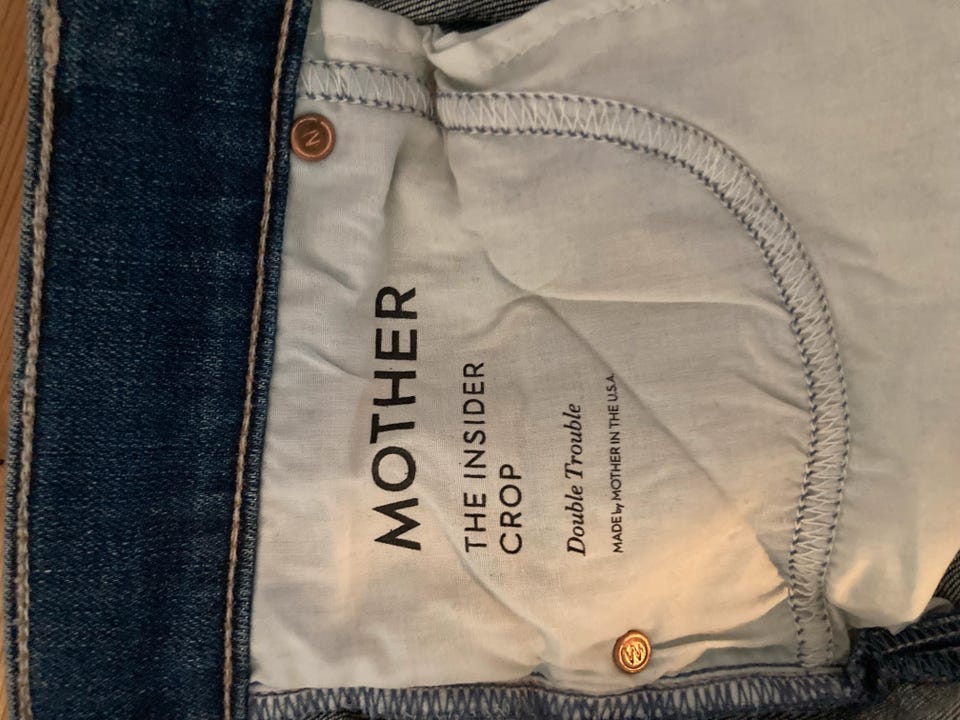 MOTHER
THE INSIDER
CROP
Double Trouble
MADE by MOTHER IN THE U.S.A.